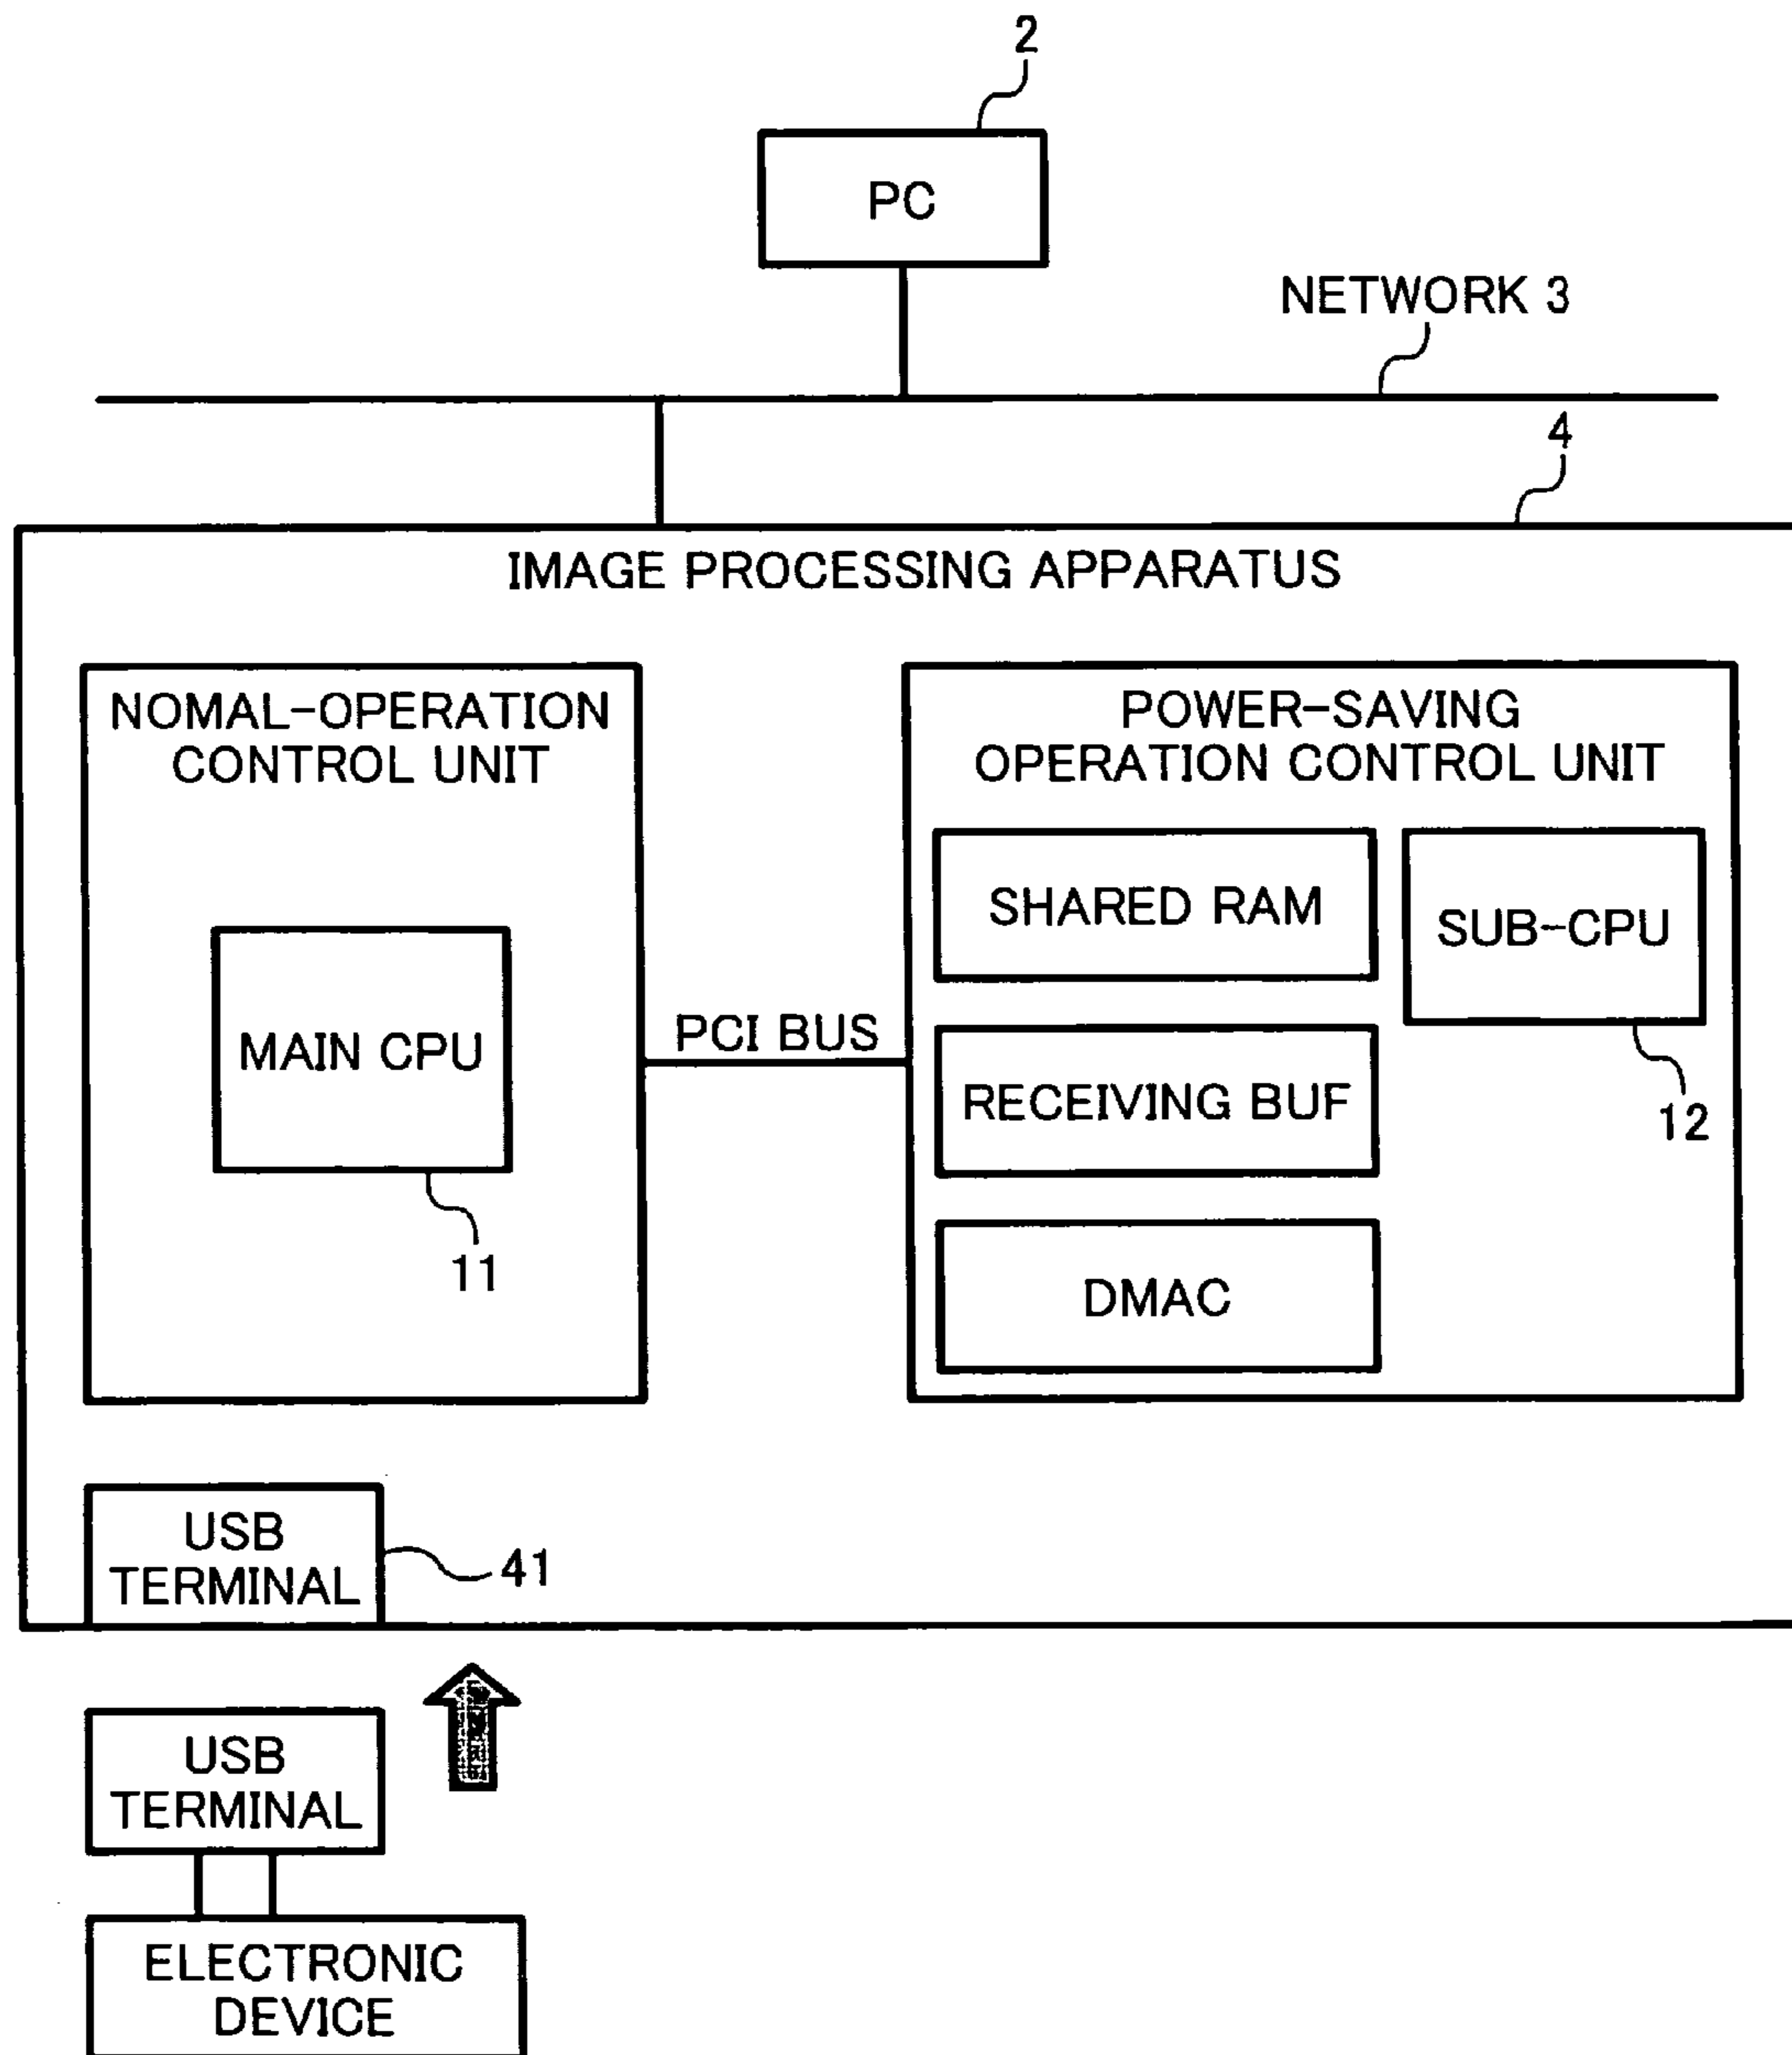 2
PC
NETWORK 3
4
IMAGE PROCESSING APPARATUS
NOMAL-OPERATION
CONTROL UNIT
MAIN CPU
11
PCI BUS
POWER-SAVING
OPERATION CONTROL UNIT
SHARED RAM
SUB-CPU
12
RECEIVING BUF
DMAC
USB
TERMINAL
41
USB
TERMINAL
ELECTRONIC
DEVICE